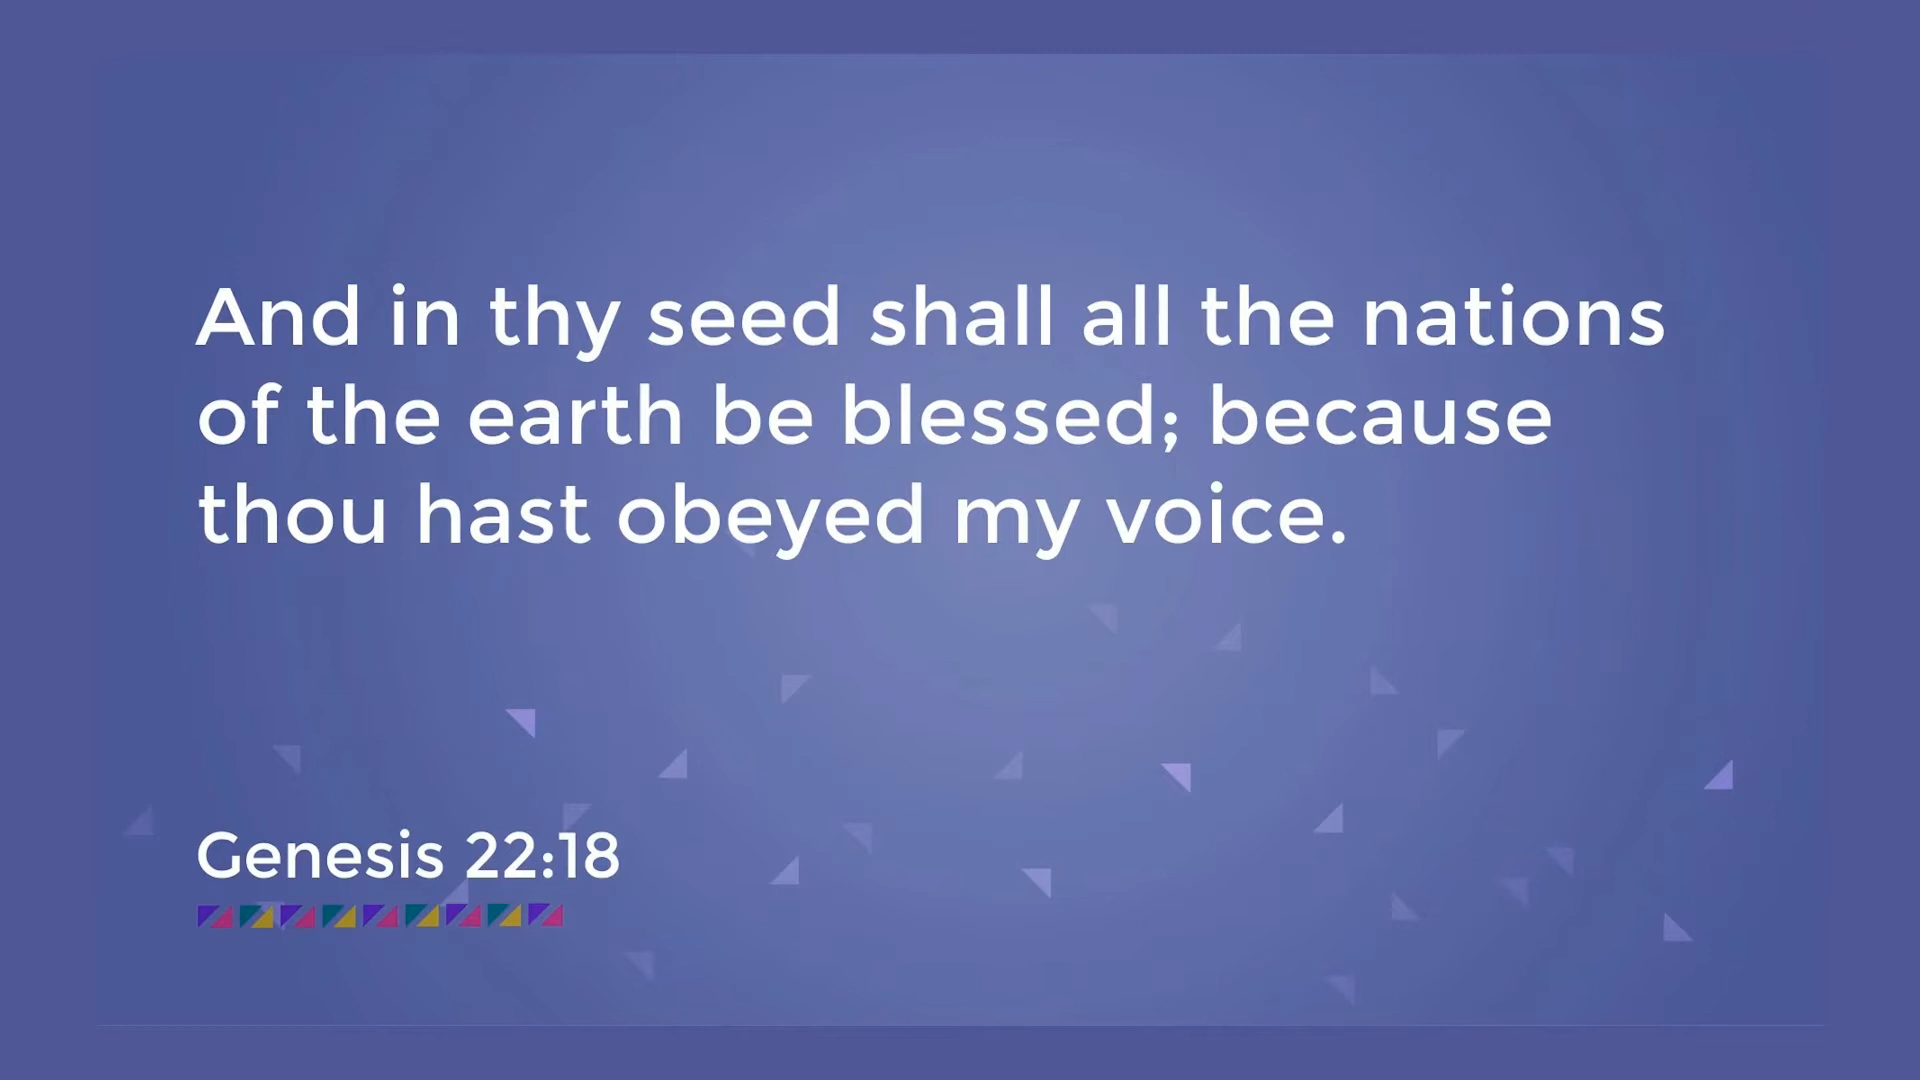 And in thy seed shall all the nations
of the earth be blessed; because
thou hast obeyed my voice.
Genesis 22:18